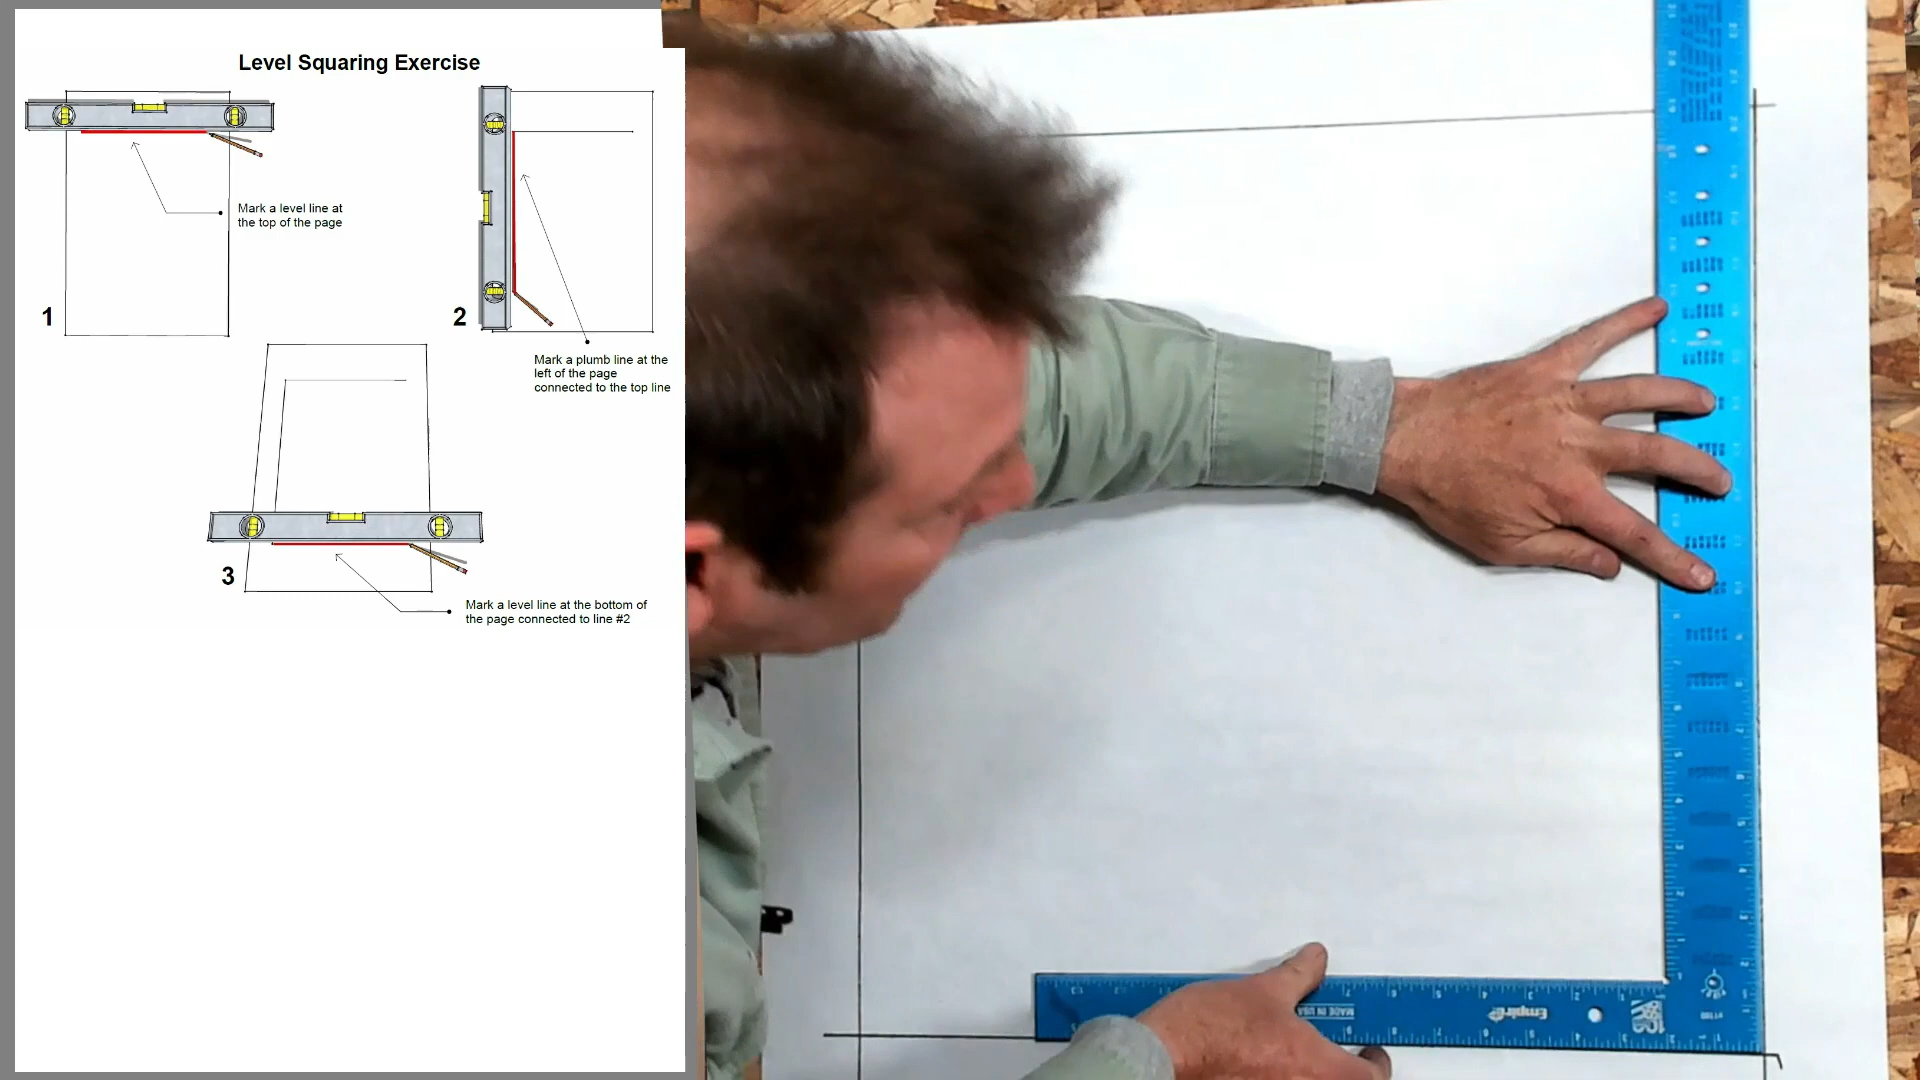 Level Squaring Exercise
Mark a level line at
the top of the page
1
2
Mark a plumb line at the
left of the page
connected to the top line
3
Mark a level line at the bottom of
the page connected to line #2
MADE IN USA
Empire